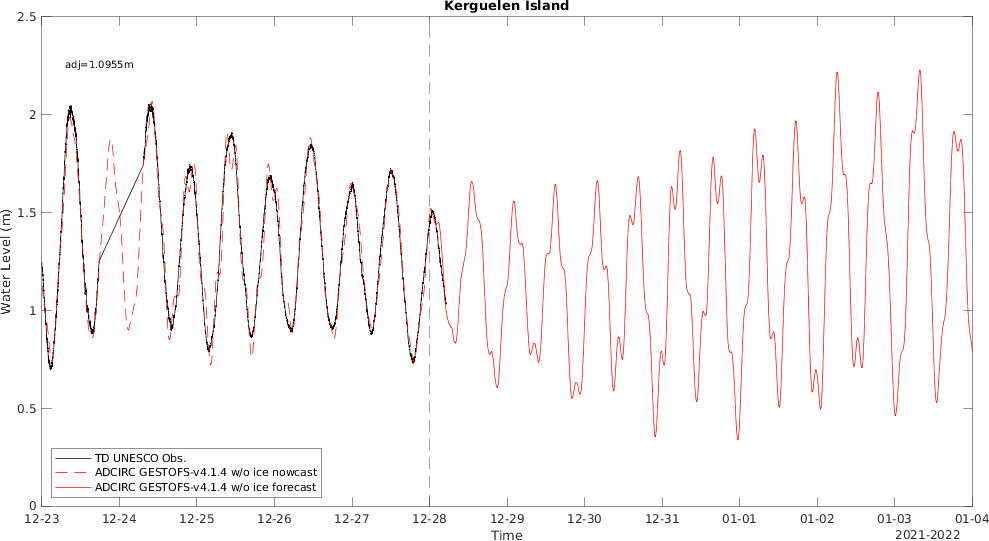 Kerguelen Island
2.5
adj=1.0955m
2
1.5
Water Level (m)
1
0.5
TD UNESCO Obs.
ADCIRC GESTOFS-v4.1.4 w/o ice nowcast
ADCIRC GESTOFS-v4.1.4 w/o ice forecast
0
12-23 12-24 12-25 12-26 12-27 12-28 12-29 12-30 12-31 01-01 01-02 01-03 01-04
Time
2021-2022